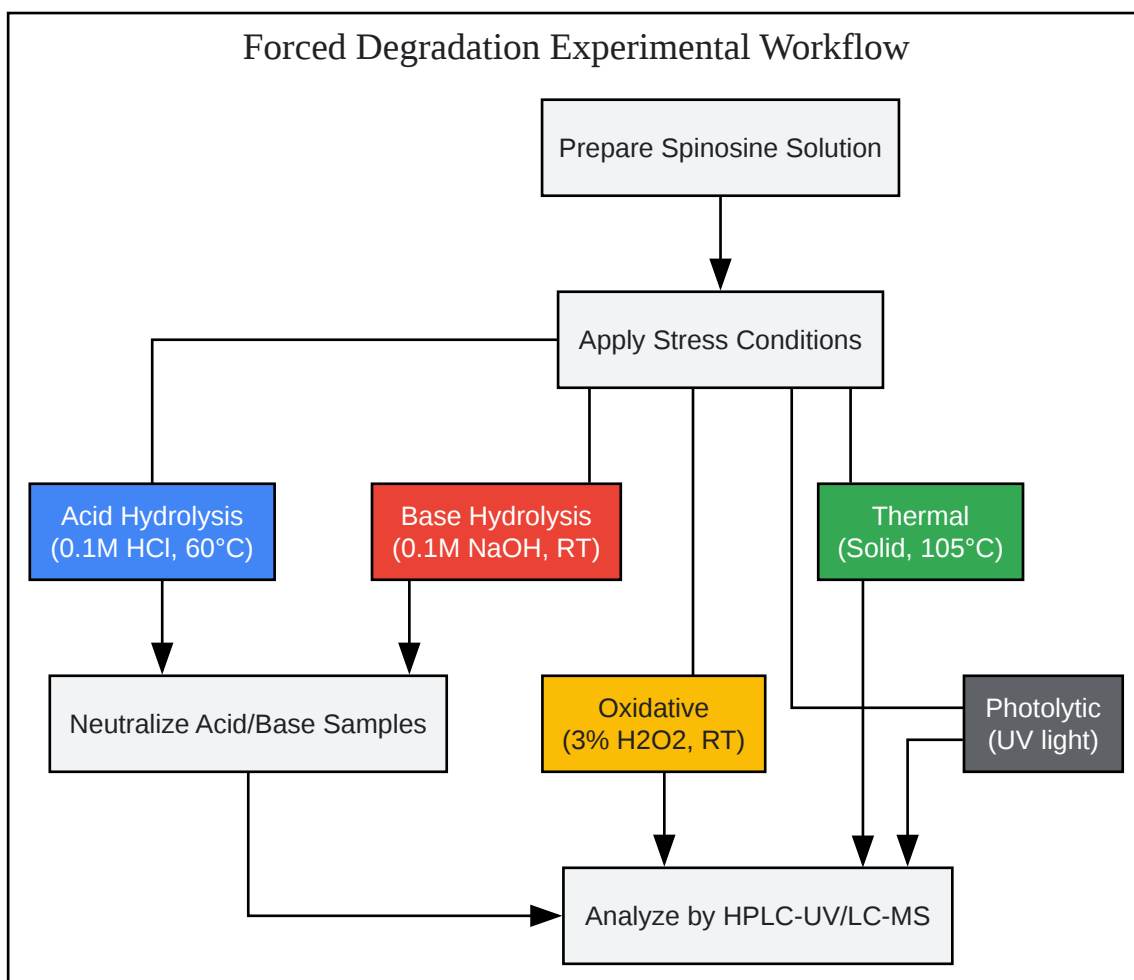 Forced Degradation Experimental Workflow
Prepare Spinosine Solution
Apply Stress Conditions
Acid Hydrolysis
(0.1M HCl, 60°C)
Base Hydrolysis
(0.1M NaOH, RT)
Thermal
(Solid, 105°C)
Neutralize Acid/Base Samples
Oxidative
(3% H2O2, RT)
Photolytic
(UV light)
Analyze by HPLC-UV/LC-MS